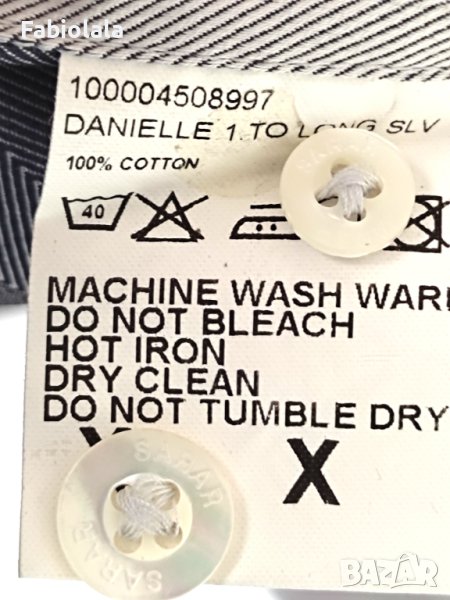 Fabiolala
100004508997
DANIELLE 1 TO LONG SLV
100% COTTON
40
MACHINE WASH WAR
DO NOT BLEACH
HOT IRON
DRY CLEAN
DO NOT TUMBLE DRY
X
SARAR
SARAR
bazar